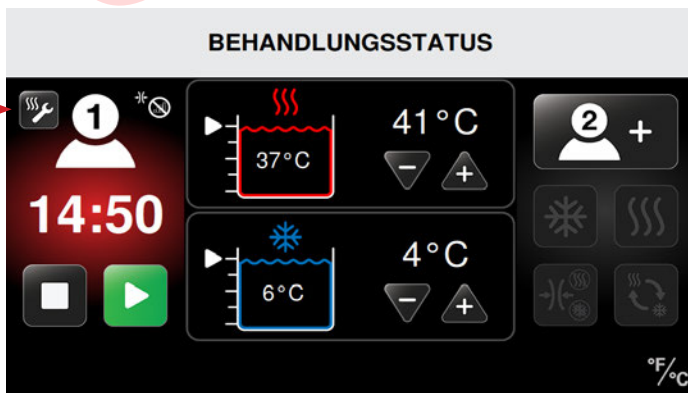 BEHANDLUNGSSTATUS
1
14:50
37°C
41°C
− +
6°C
4°C
− +
2 +
°F/°C